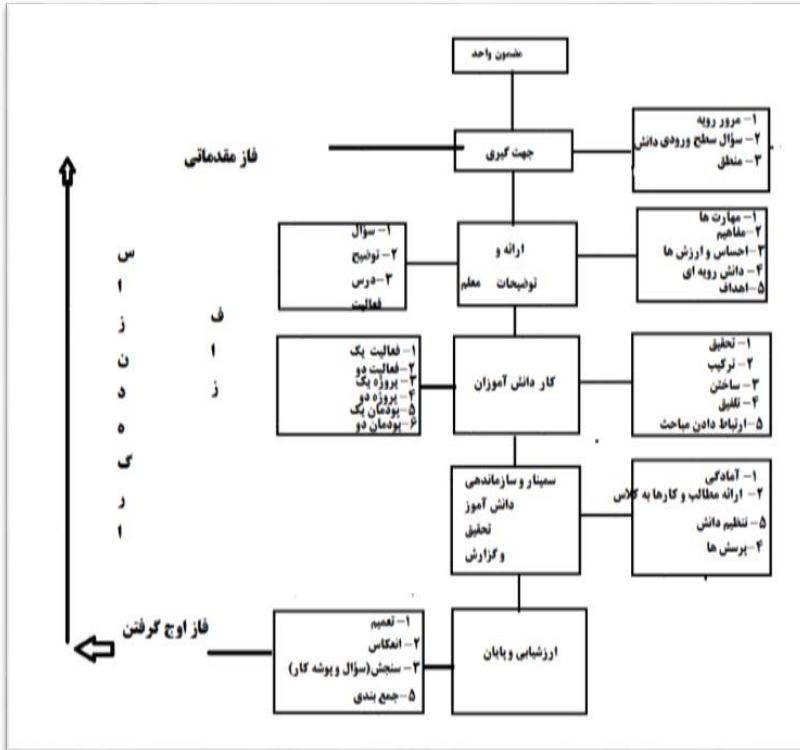 مضمون واحد
جهت گیری
فاز مقدماتی
۱- مرور رویه
۲- سؤال سطح ورودی دانش
۳- منطق
ارائه و
توضیحات معلم
۱- مهارت ها
۲-مفاهیم
۳-احساس و ارزش ها
۴- دانش رویه ای
۵-اهداف
۱- سؤال
۲- توضیح
۳-درس
فعالیت
کار دانش آموزان
۱-تحقیق
۲- ترکیب
۳- ساختن
۴- تلفیق
۵-ارتباط دادن مباحث
۱- فعالیت یک
۲-فعالیت دو
۳-پروژه یک
۴- پروژه دو
۵-پودمان یک
۶-پودمان دو
ف
ا
ز
س
ا
ز
ن
د
ه
گ
ر
ا
سمینار و سازماندهی
دانش آموز
تحقیق
و گزارش
۱- آمادگی
۲- ارائه مطالب و کارها به کلاس
۵- تنظیم دانش
۴-پرسش ها
ارزشیابی و پایان
۱- تعمیم
۲- انعکاس
۳- سنجش(سؤال و پوشه کار)
۵-جمع بندی
فاز اوج گرفتن